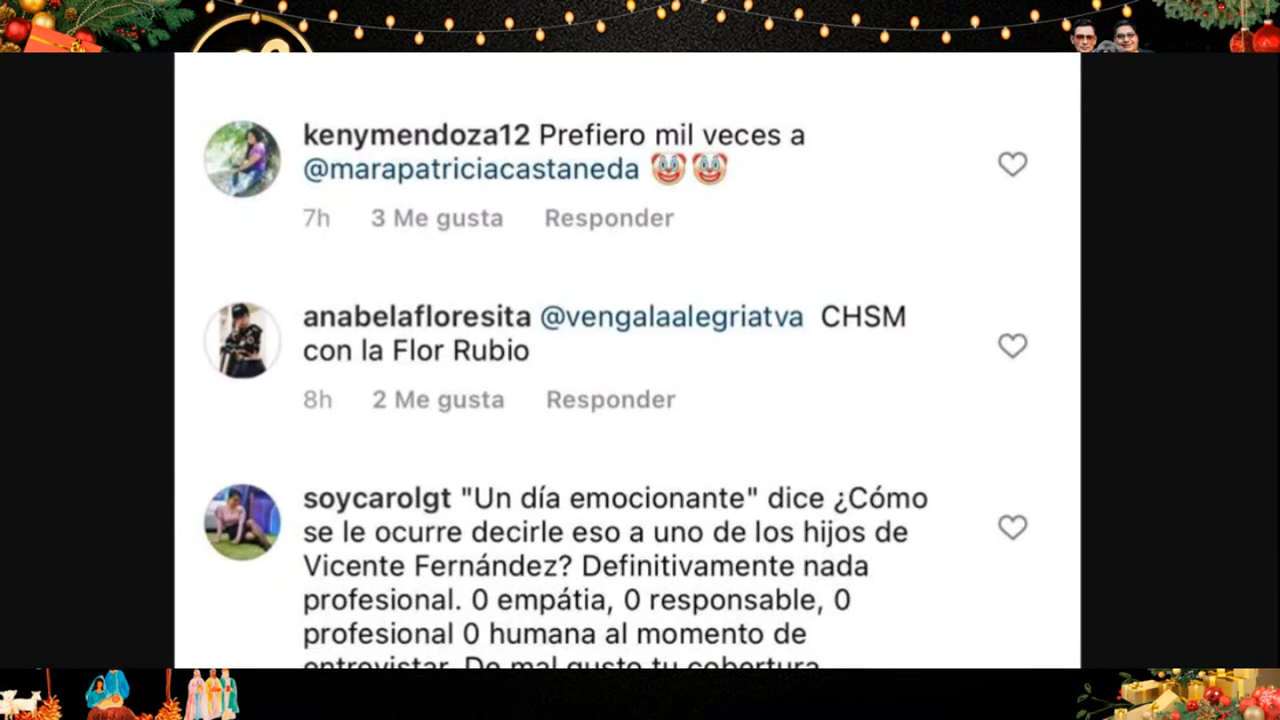 kenymendoza12 Prefiero mil veces a
@marapatriciacastaneda 🤡🤡
7h 3 Me gusta Responder
anabelafloresita @vengalaalegriatva CHSM
con la Flor Rubio
8h 2 Me gusta Responder
soycarolgt "Un día emocionante" dice ¿Cómo
se le ocurre decirle eso a uno de los hijos de
Vicente Fernández? Definitivamente nada
profesional. 0 empátia, 0 responsable, 0
profesional 0 humana al momento de
entrevistar. De mal gusto tu cobertura